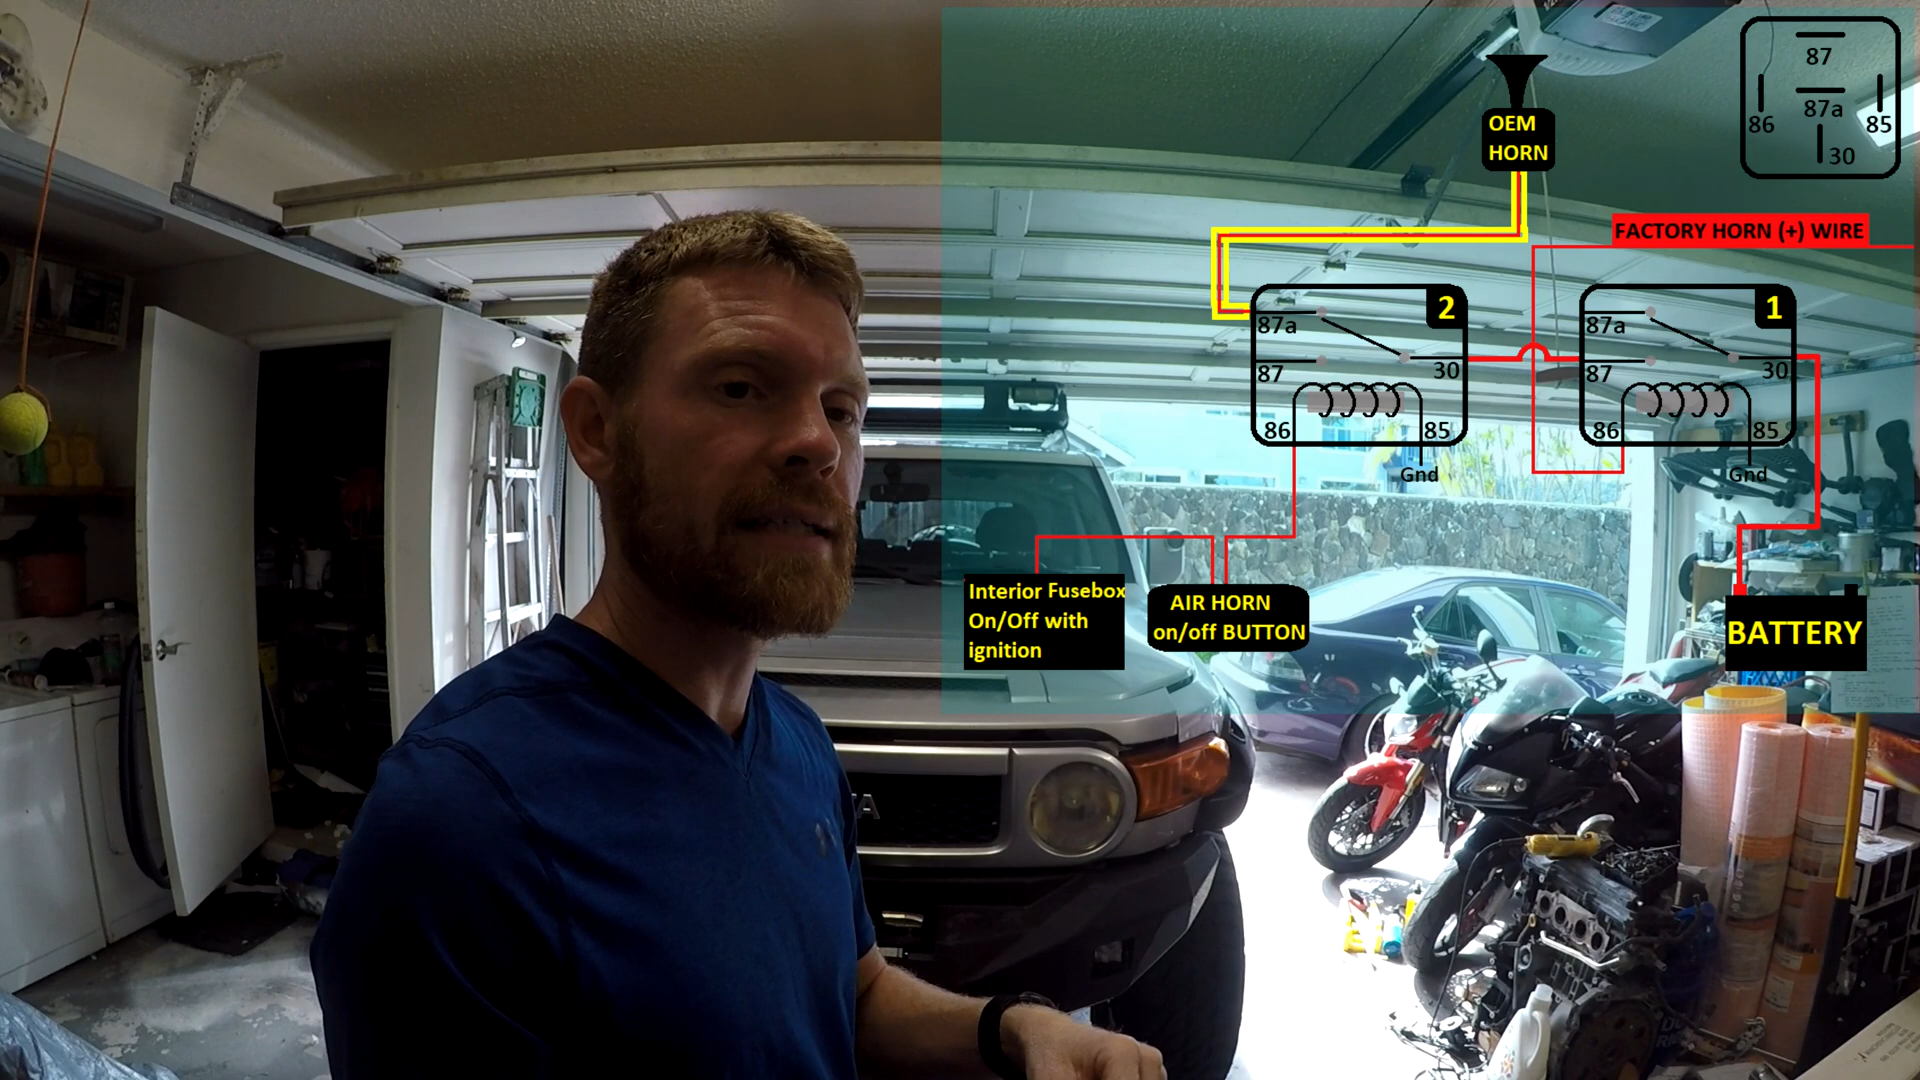 87
87a
86
85
30
OEM
HORN
FACTORY HORN (+) WIRE
2
87a
87
30
86
85
Gnd
1
87a
87
30
86
85
Gnd
Interior Fusebox
On/Off with
ignition
AIR HORN
on/off BUTTON
BATTERY